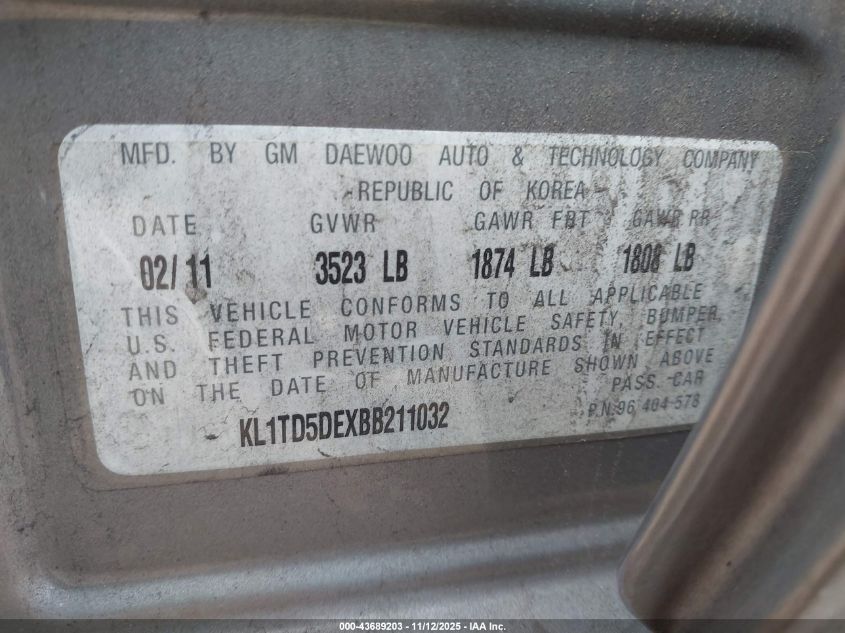 MFD. BY GM DAEWOO AUTO & TECHNOLOGY COMPANY
-REPUBLIC OF KOREA-
DATE GVWR GAWR FRT GAWR RR
02/11 3523 LB 1874 LB 1808 LB
THIS VEHICLE CONFORMS TO ALL APPLICABLE
U.S. FEDERAL MOTOR VEHICLE SAFETY, BUMPER,
AND THEFT PREVENTION STANDARDS IN EFFECT
ON THE DATE OF MANUFACTURE SHOWN ABOVE
PASS. CAR
KL1TD5DEXBB211032 P.N.96 404 578
000-43689203 - 11/12/2025 - IAA Inc.